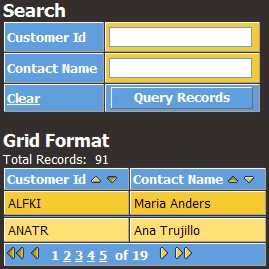 Search
Customer Id
Contact Name
Clear Query Records
Grid Format
Total Records: 91
Customer Id Contact Name
ALFKI Maria Anders
ANATR Ana Trujillo
1 2 3 4 5 of 19